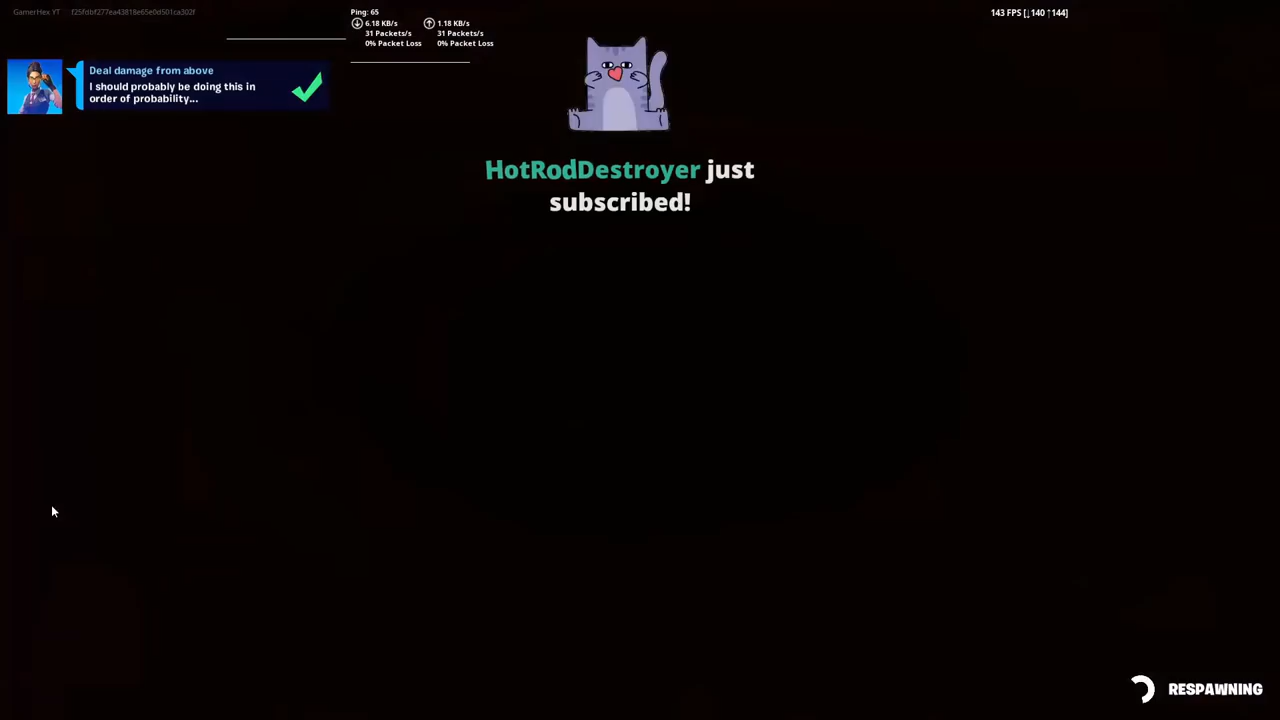 GamerHex YT
Ping: 65
6.18 KB/s 1.18 KB/s
31 Packets/s 31 Packets/s
0% Packet Loss 0% Packet Loss
143 FPS [↓140 ↑144]
Deal damage from above
I should probably be doing this in
order of probability...
HotRodDestroyer just
subscribed!
RESPAWNING